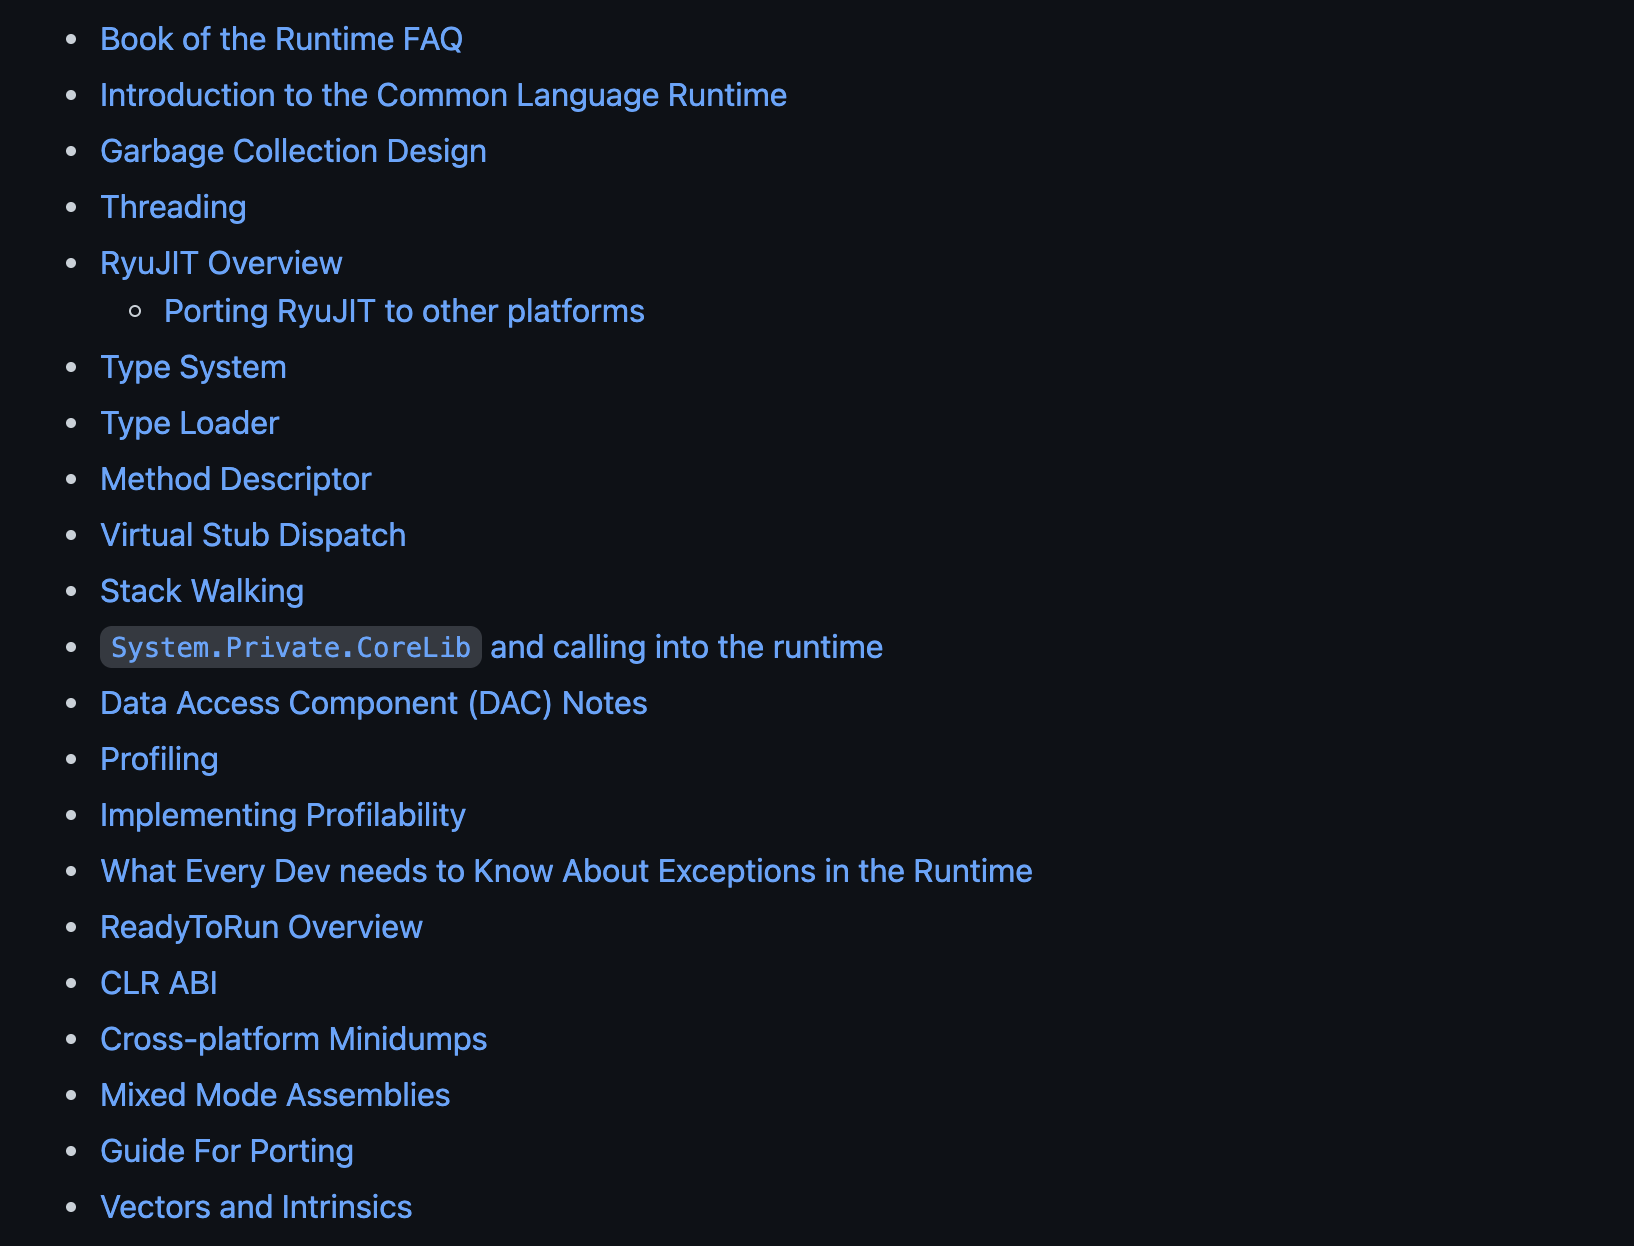 Book of the Runtime FAQ
Introduction to the Common Language Runtime
Garbage Collection Design
Threading
RyuJIT Overview
Porting RyuJIT to other platforms
Type System
Type Loader
Method Descriptor
Virtual Stub Dispatch
Stack Walking
System.Private.CoreLib and calling into the runtime
Data Access Component (DAC) Notes
Profiling
Implementing Profilability
What Every Dev needs to Know About Exceptions in the Runtime
ReadyToRun Overview
CLR ABI
Cross-platform Minidumps
Mixed Mode Assemblies
Guide For Porting
Vectors and Intrinsics